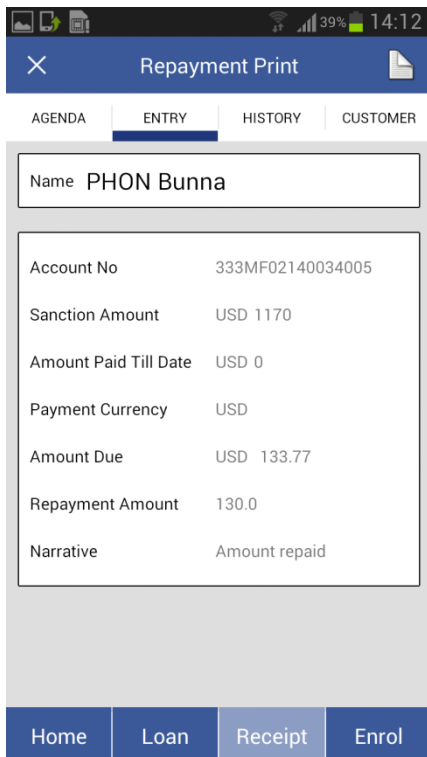 39% 14:12
Repayment Print
AGENDA ENTRY HISTORY CUSTOMER
Name PHON Bunna
Account No 333MF02140034005
Sanction Amount USD 1170
Amount Paid Till Date USD 0
Payment Currency USD
Amount Due USD 133.77
Repayment Amount 130.0
Narrative Amount repaid
Home Loan Receipt Enrol